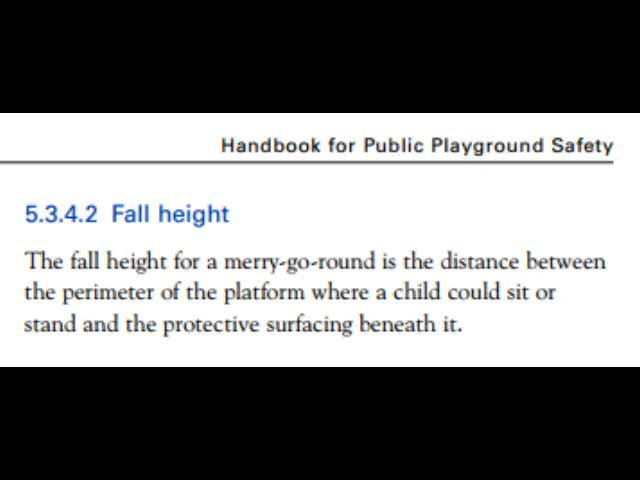 Handbook for Public Playground Safety
5.3.4.2 Fall height
The fall height for a merry-go-round is the distance between
the perimeter of the platform where a child could sit or
stand and the protective surfacing beneath it.